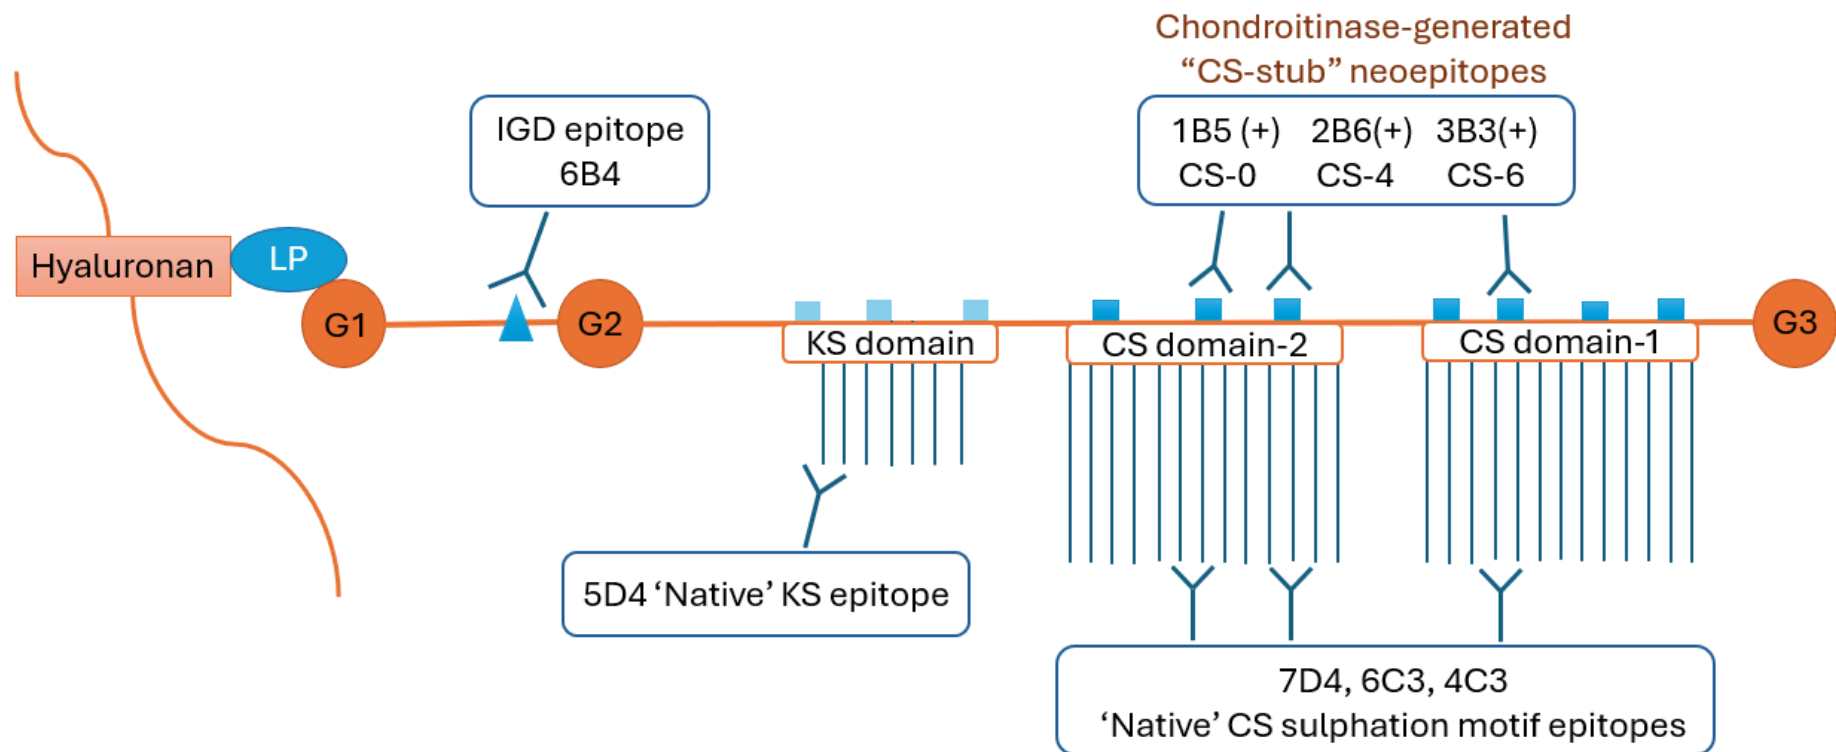 Chondroitinase-generated
“CS-stub” neoepitopes
IGD epitope
6B4
1B5 (+) 2B6(+) 3B3(+)
CS-0 CS-4 CS-6
Hyaluronan
LP
G1
G2
G3
KS domain
CS domain-2
CS domain-1
5D4 ‘Native’ KS epitope
7D4, 6C3, 4C3
‘Native’ CS sulphation motif epitopes